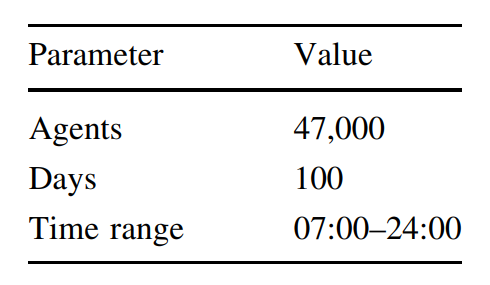 Parameter Value
Agents 47,000
Days 100
Time range 07:00–24:00